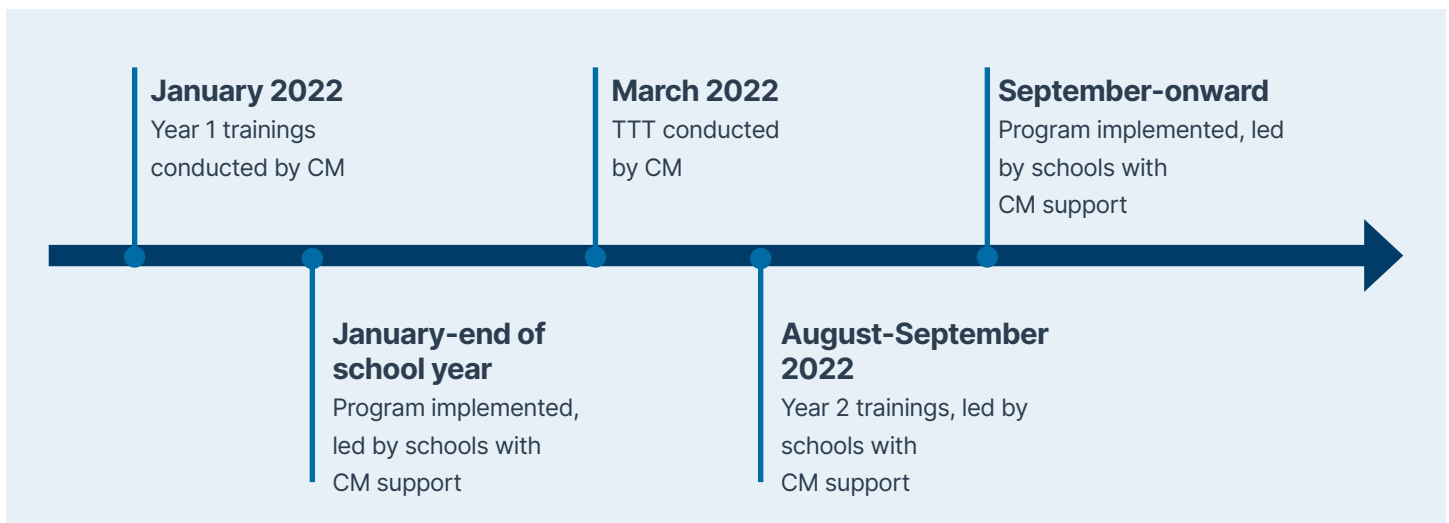 January 2022
Year 1 trainings
conducted by CM
January-end of
school year
Program implemented,
led by schools with
CM support
March 2022
TTT conducted
by CM
August-September
2022
Year 2 trainings, led by
schools with
CM support
September-onward
Program implemented, led
by schools with
CM support